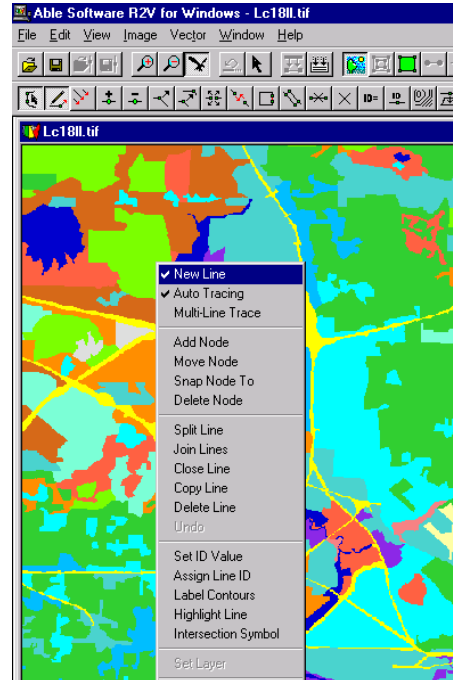 Able Software R2V for Windows - Lc18ll.tif
File Edit View Image Vector Window Help
ID= ID
Lc18ll.tif
New Line
Auto Tracing
Multi-Line Trace
Add Node
Move Node
Snap Node To
Delete Node
Split Line
Join Lines
Close Line
Copy Line
Delete Line
Undo
Set ID Value
Assign Line ID
Label Contours
Highlight Line
Intersection Symbol
Set Layer